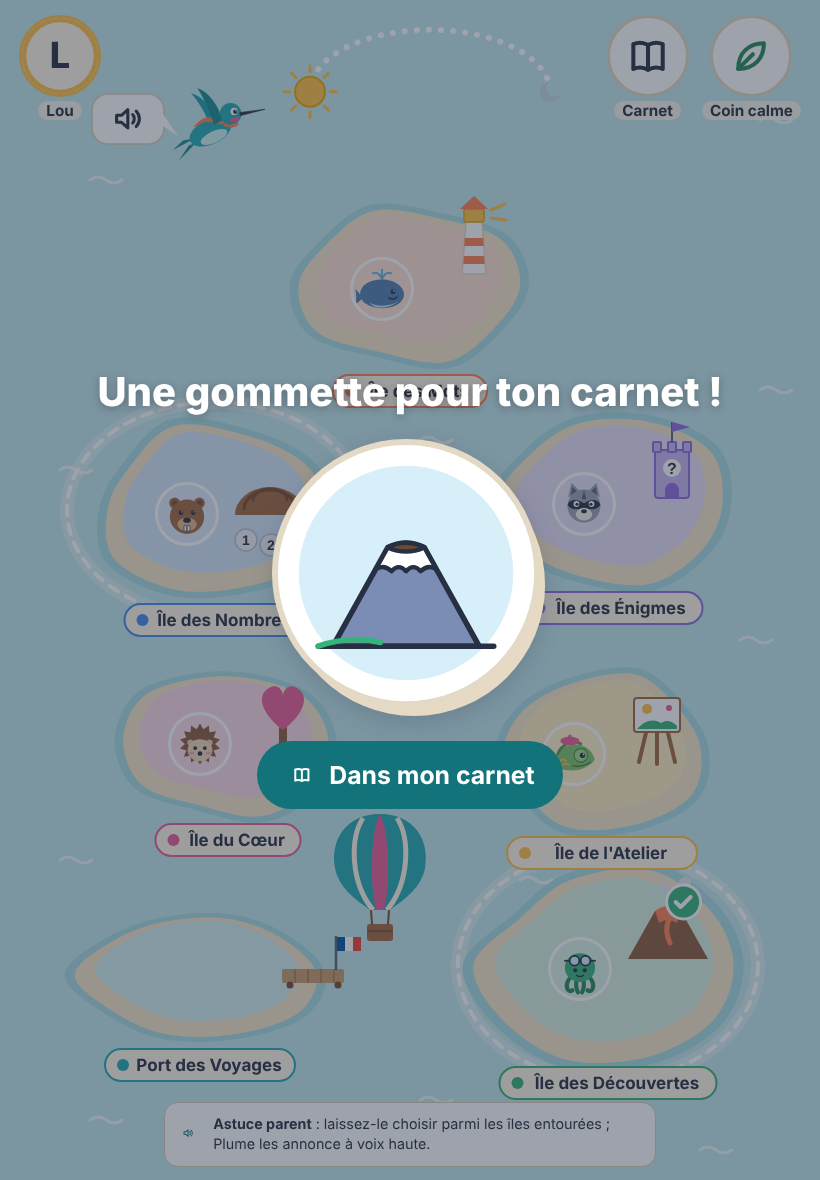 L
Lou
Carnet
Coin calme
Une gommette pour ton carnet !
?
1 2
Île des Nombre
Île des Énigmes
Dans mon carnet
Île du Cœur
Île de l'Atelier
Port des Voyages
Île des Découvertes
Astuce parent : laissez-le choisir parmi les îles entourées ;
Plume les annonce à voix haute.